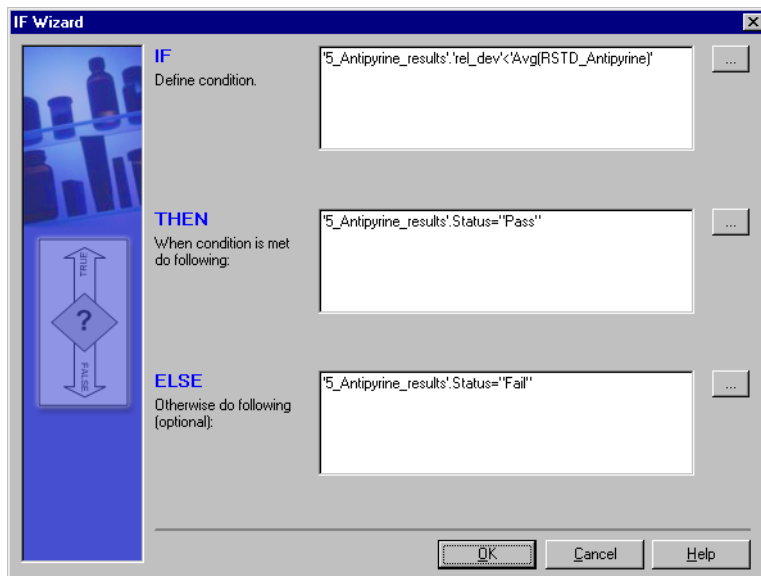 IF Wizard
IF
Define condition.
'5_Antipyrine_results'.'rel_dev'<'Avg(RSTD_Antipyrine)'
...
THEN
When condition is met
do following:
'5_Antipyrine_results'.Status="Pass"
...
TRUE
?
FALSE
ELSE
Otherwise do following
(optional):
'5_Antipyrine_results'.Status="Fail"
...
OK
Cancel
Help